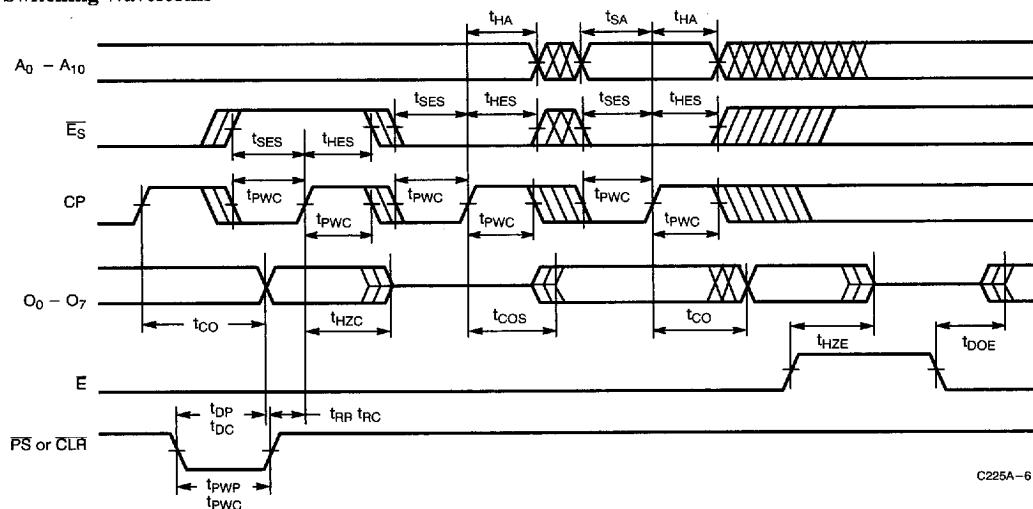 Switching Waveforms
tHA tSA tHA
A0 – A10
tSES tHES tSES tHES
ES
tSES tHES
tPWC tPWC tPWC
CP
tPWC tPWC tPWC
O0 – O7
tCO tHZC tCOS tCO tHZE tDOE
E
tDP tRR tRC
tDC
PS or CLR
tPWP
tPWC
C225A–6